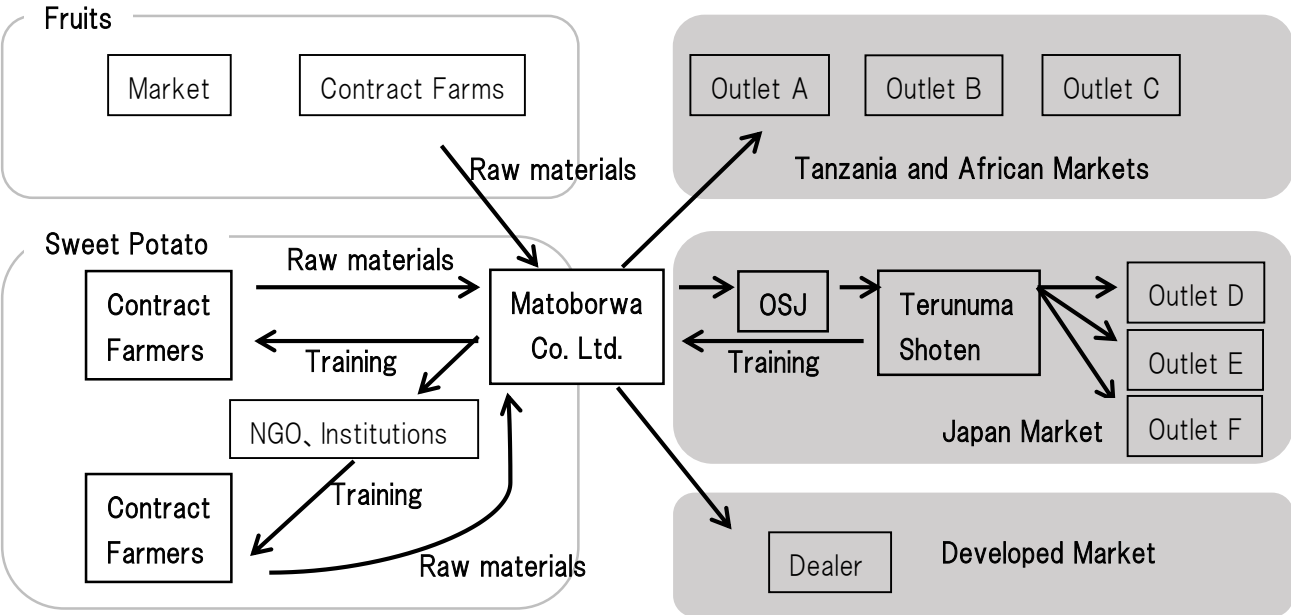 Fruits
Market
Contract Farms
Raw materials
Outlet A
Outlet B
Outlet C
Tanzania and African Markets
Sweet Potato
Contract
Farmers
Raw materials
Training
Matoborwa
Co. Ltd.
NGO、Institutions
Training
Contract
Farmers
Raw materials
OSJ
Terunuma
Shoten
Training
Outlet D
Outlet E
Outlet F
Japan Market
Dealer
Developed Market